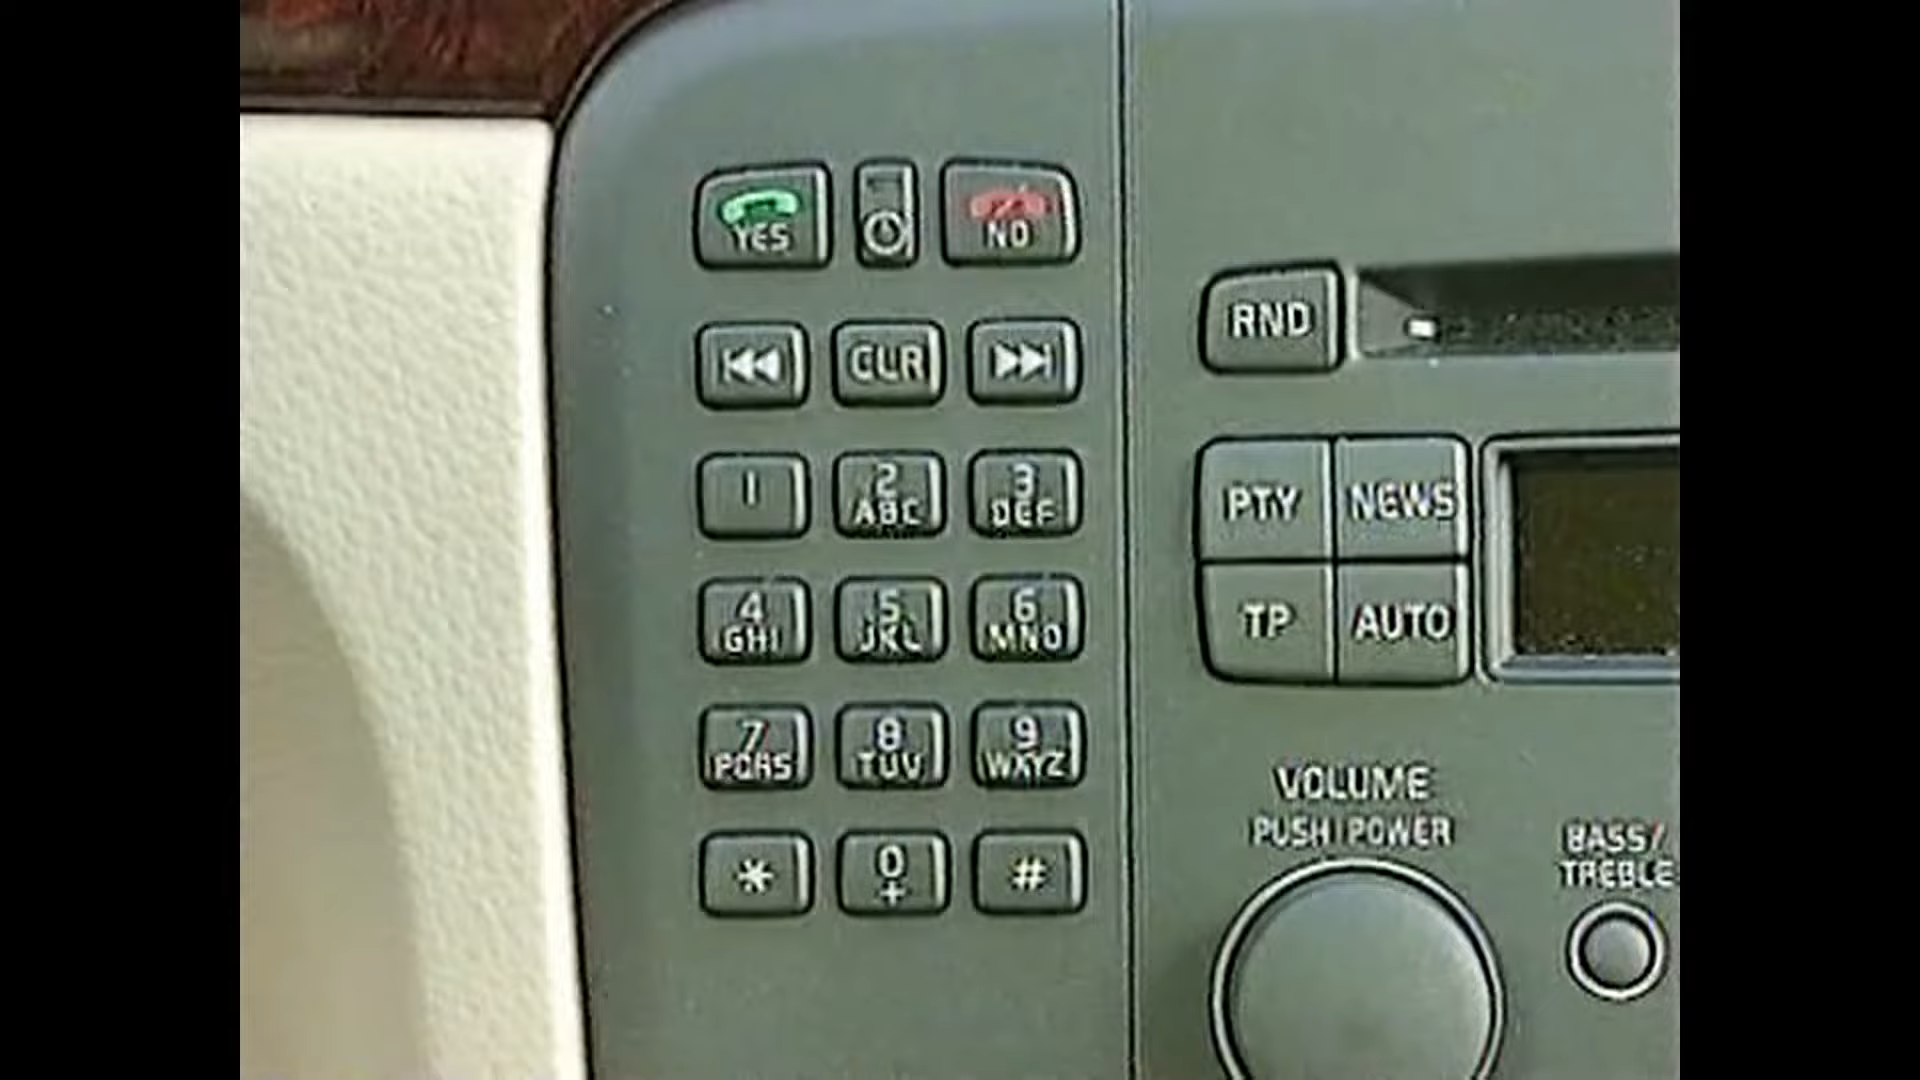 YES
NO
CLR
RND
1
2
ABC
3
DEF
PTY
NEWS
4
GHI
5
JKL
6
MNO
TP
AUTO
7
PQRS
8
TUV
9
WXYZ
VOLUME
PUSH POWER
BASS/
TREBLE
*
0
+
#